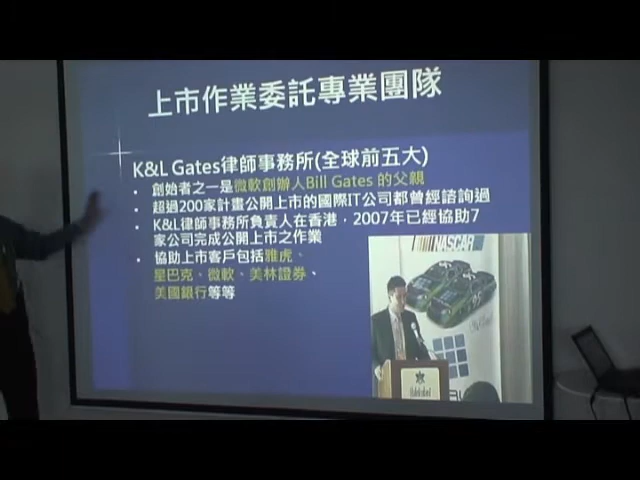 上市作業委託專業團隊
K&L Gates律師事務所(全球前五大)
• 創始者之一是微軟創辦人Bill Gates 的父親
• 超過200家計畫公開上市的國際IT公司都曾經諮詢過
• K&L律師事務所負責人在香港，2007年已經協助7
家公司完成公開上市之作業
• 協助上市客戶包括雅虎、
星巴克、微軟、美林證券、
美國銀行等等
NASCAR